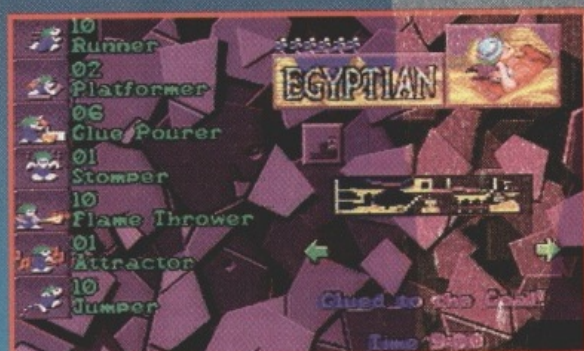 10
Runner
02
Platformer
06
Glue Pourer
01
Stomper
10
Flame Thrower
01
Attractor
10
Jumper
EGYPTIAN
Glued to the
Time